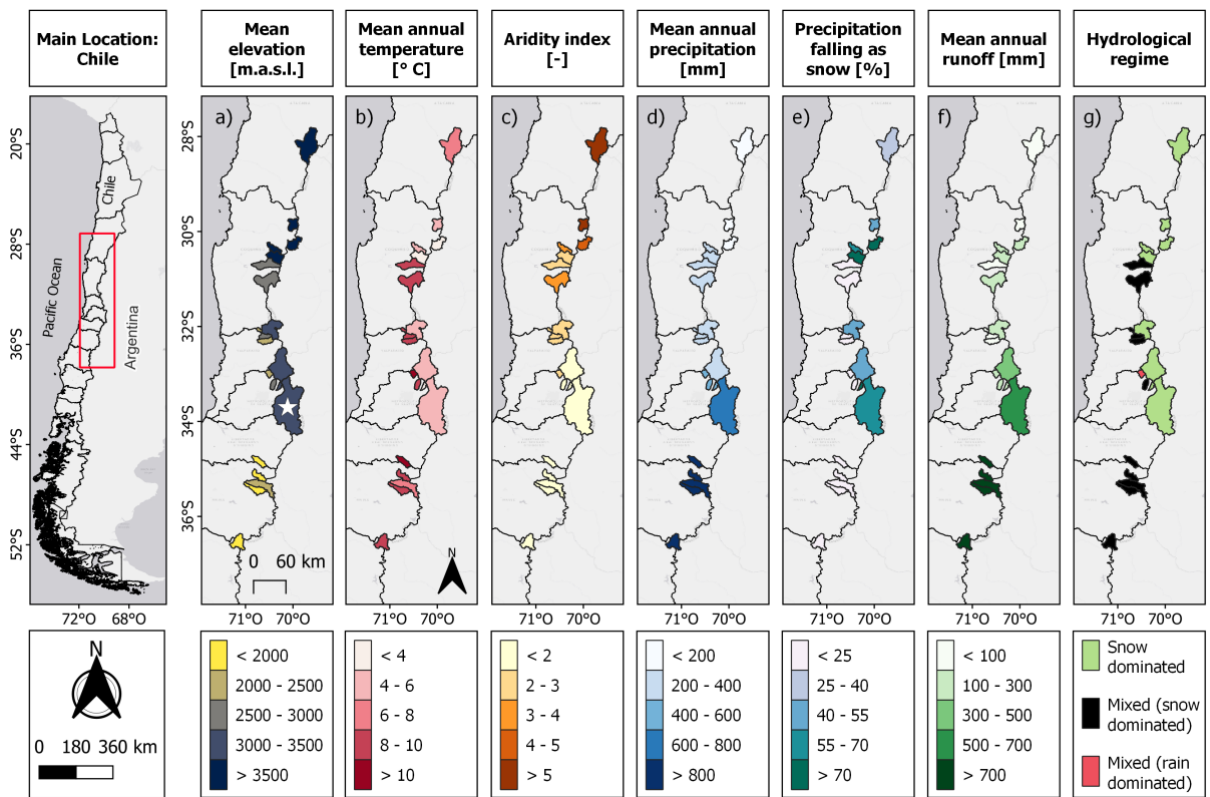 Main Location:
Chile
Mean
elevation
[m.a.s.l.]
Mean annual
temperature
[° C]
Aridity index
[-]
Mean annual
precipitation
[mm]
Precipitation
falling as
snow [%]
Mean annual
runoff [mm]
Hydrological
regime
20°S
28°S
36°S
44°S
52°S
72°O
68°O
Chile
Pacific Ocean
Argentina
a)
b)
c)
d)
e)
f)
g)
28°S
30°S
32°S
34°S
36°S
0 60 km
N
71°O 70°O
71°O 70°O
71°O 70°O
71°O 70°O
71°O 70°O
71°O 70°O
71°O 70°O
N
0 180 360 km
< 2000
2000 - 2500
2500 - 3000
3000 - 3500
> 3500
< 4
4 - 6
6 - 8
8 - 10
> 10
< 2
2 - 3
3 - 4
4 - 5
> 5
< 200
200 - 400
400 - 600
600 - 800
> 800
< 25
25 - 40
40 - 55
55 - 70
> 70
< 100
100 - 300
300 - 500
500 - 700
> 700
Snow
dominated
Mixed (snow
dominated)
Mixed (rain
dominated)